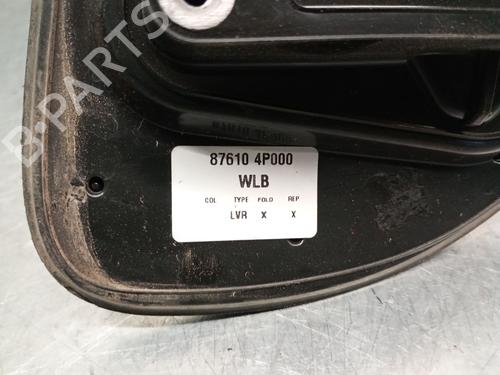 87610 4P000
WLB
COL TYPE FOLD REP
LVR X X
B-PARTS